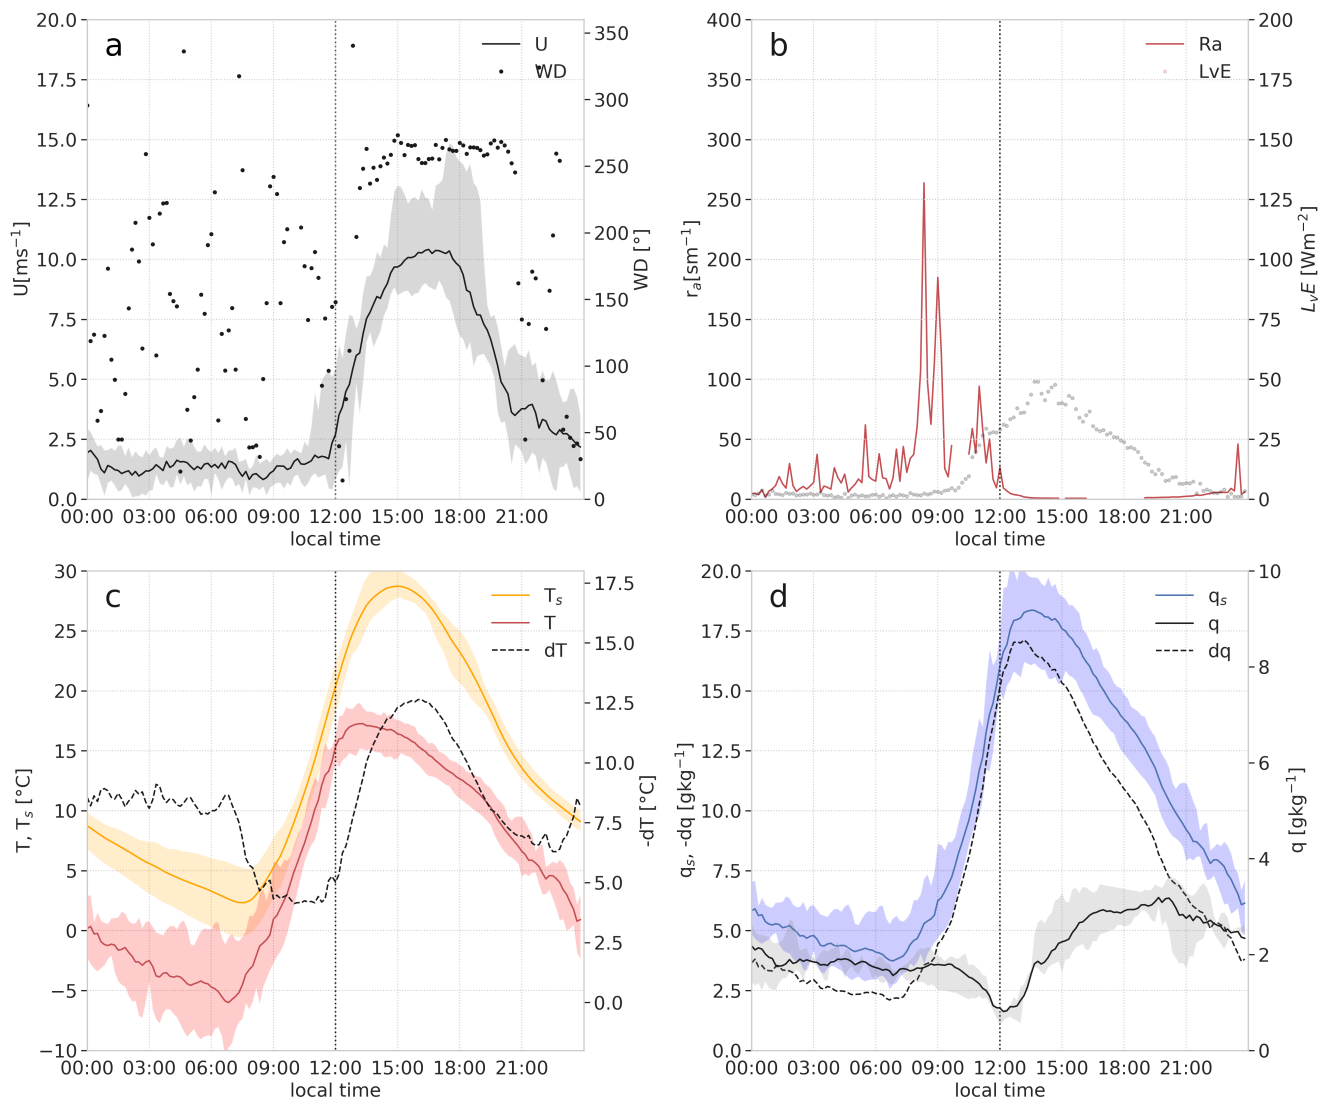 a
U
WD
20.0
17.5
15.0
12.5
10.0
7.5
5.0
2.5
0.0
U[ms⁻¹]
350
300
250
200
150
100
50
0
WD [°]
00:00 03:00 06:00 09:00 12:00 15:00 18:00 21:00
local time
b
Ra
LvE
400
350
300
250
200
150
100
50
0
rₐ[sm⁻¹]
200
175
150
125
100
75
50
25
0
LᵥE [Wm⁻²]
00:00 03:00 06:00 09:00 12:00 15:00 18:00 21:00
local time
c
Tₛ
T
dT
30
25
20
15
10
5
0
−5
−10
T, Tₛ [°C]
17.5
15.0
12.5
10.0
7.5
5.0
2.5
0.0
-dT [°C]
00:00 03:00 06:00 09:00 12:00 15:00 18:00 21:00
local time
d
qₛ
q
dq
20.0
17.5
15.0
12.5
10.0
7.5
5.0
2.5
0.0
qₛ, -dq [gkg⁻¹]
10
8
6
4
2
0
q [gkg⁻¹]
00:00 03:00 06:00 09:00 12:00 15:00 18:00 21:00
local time